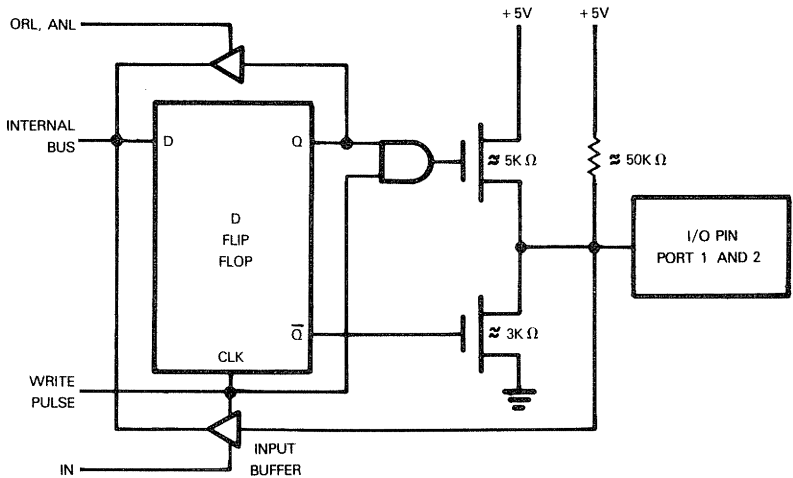 ORL, ANL
+ 5V
+5V
INTERNAL
BUS
D
Q
≈ 5K Ω
≈ 50K Ω
D
FLIP
FLOP
I/O PIN
PORT 1 AND 2
Q̅
≈ 3K Ω
CLK
WRITE
PULSE
INPUT
BUFFER
IN